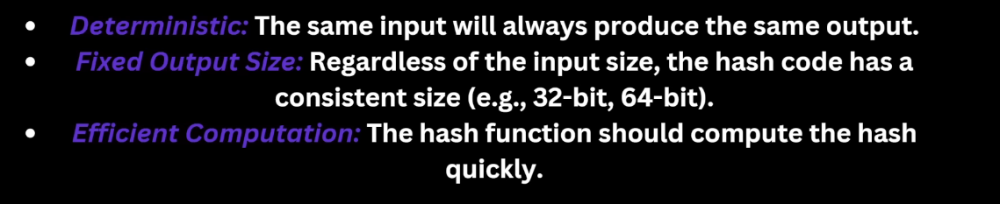 • Deterministic: The same input will always produce the same output.
• Fixed Output Size: Regardless of the input size, the hash code has a
consistent size (e.g., 32-bit, 64-bit).
• Efficient Computation: The hash function should compute the hash
quickly.